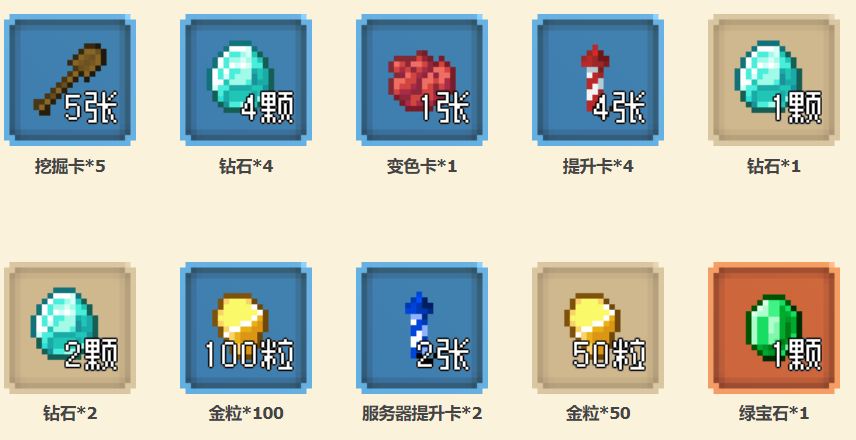 5张
4颗
1张
4张
1颗
挖掘卡*5
钻石*4
变色卡*1
提升卡*4
钻石*1
2颗
100粒
2张
50粒
1颗
钻石*2
金粒*100
服务器提升卡*2
金粒*50
绿宝石*1